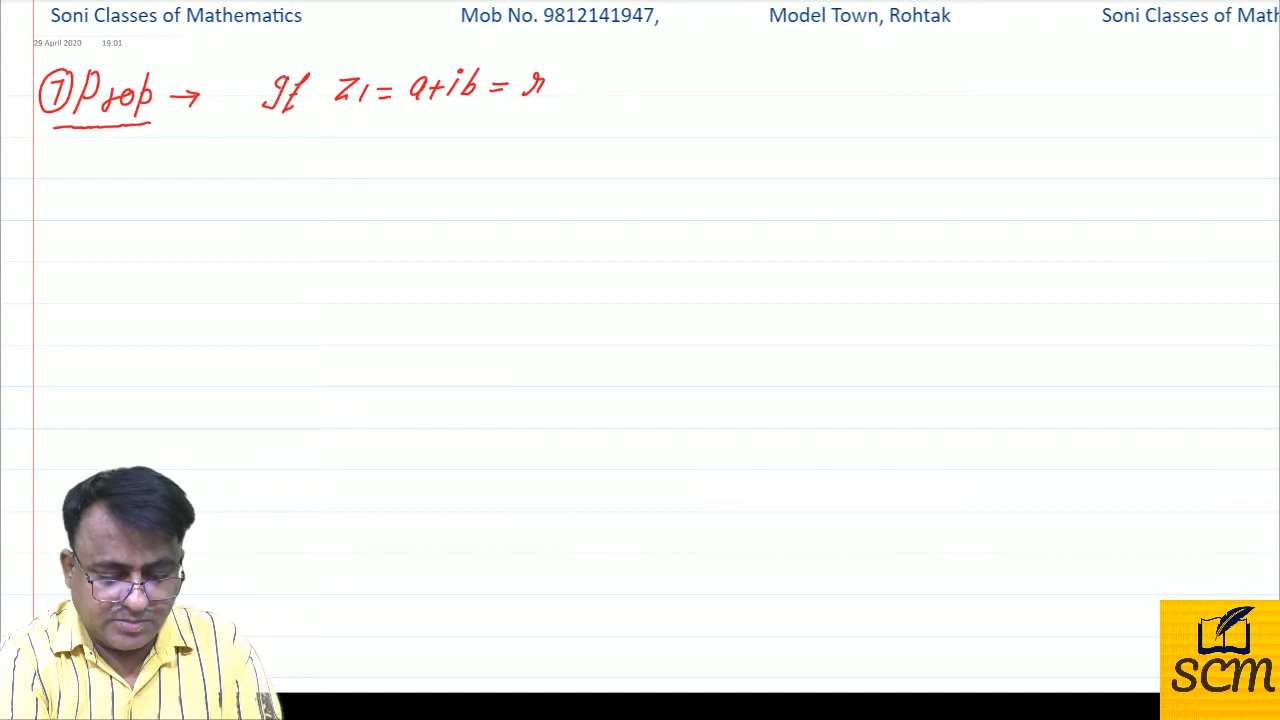 Soni Classes of Mathematics Mob No. 9812141947, Model Town, Rohtak Soni Classes of Math
29 April 2020 19:01
⑦ Prop → If z1 = a+ib = r
SCM